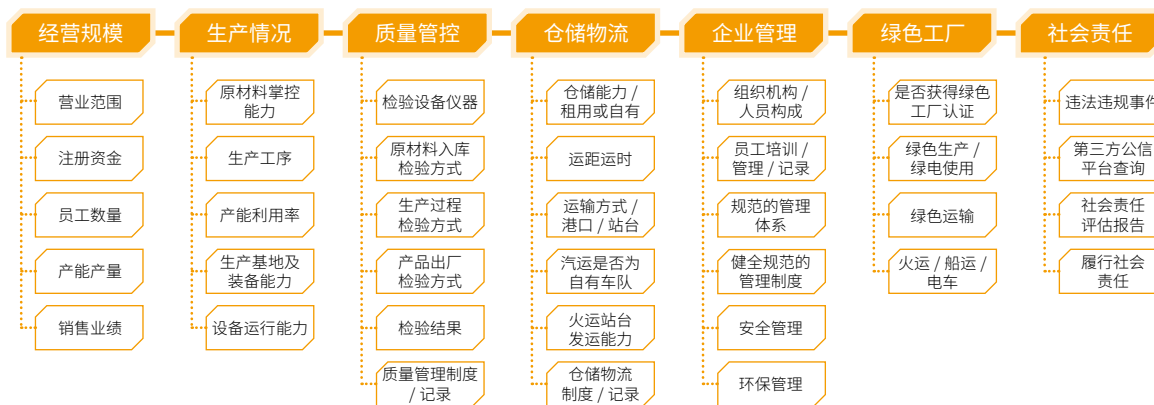 经营规模
营业范围
注册资金
员工数量
产能产量
销售业绩
生产情况
原材料掌控
能力
生产工序
产能利用率
生产基地及
装备能力
设备运行能力
质量管控
检验设备仪器
原材料入库
检验方式
生产过程
检验方式
产品出厂
检验方式
检验结果
质量管理制度
/ 记录
仓储物流
仓储能力 /
租用或自有
运距运时
运输方式 /
港口 / 站台
汽运是否为
自有车队
火运站台
发运能力
仓储物流
制度 / 记录
企业管理
组织机构 /
人员构成
员工培训 /
管理 / 记录
规范的管理
体系
健全规范的
管理制度
安全管理
环保管理
绿色工厂
是否获得绿色
工厂认证
绿色生产 /
绿电使用
绿色运输
火运 / 船运 /
电车
社会责任
违法违规事件
第三方公信
平台查询
社会责任
评估报告
履行社会
责任